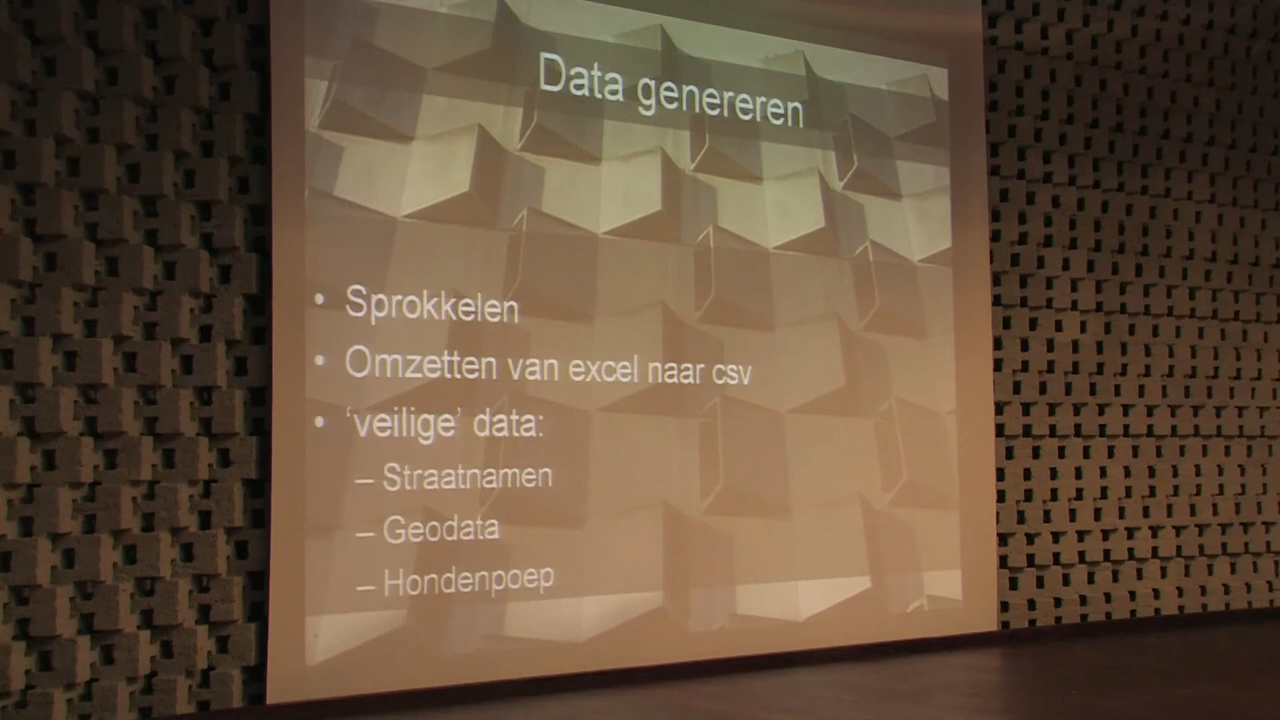 Data genereren
• Sprokkelen
• Omzetten van excel naar csv
• ‘veilige’ data:
– Straatnamen
– Geodata
– Hondenpoep